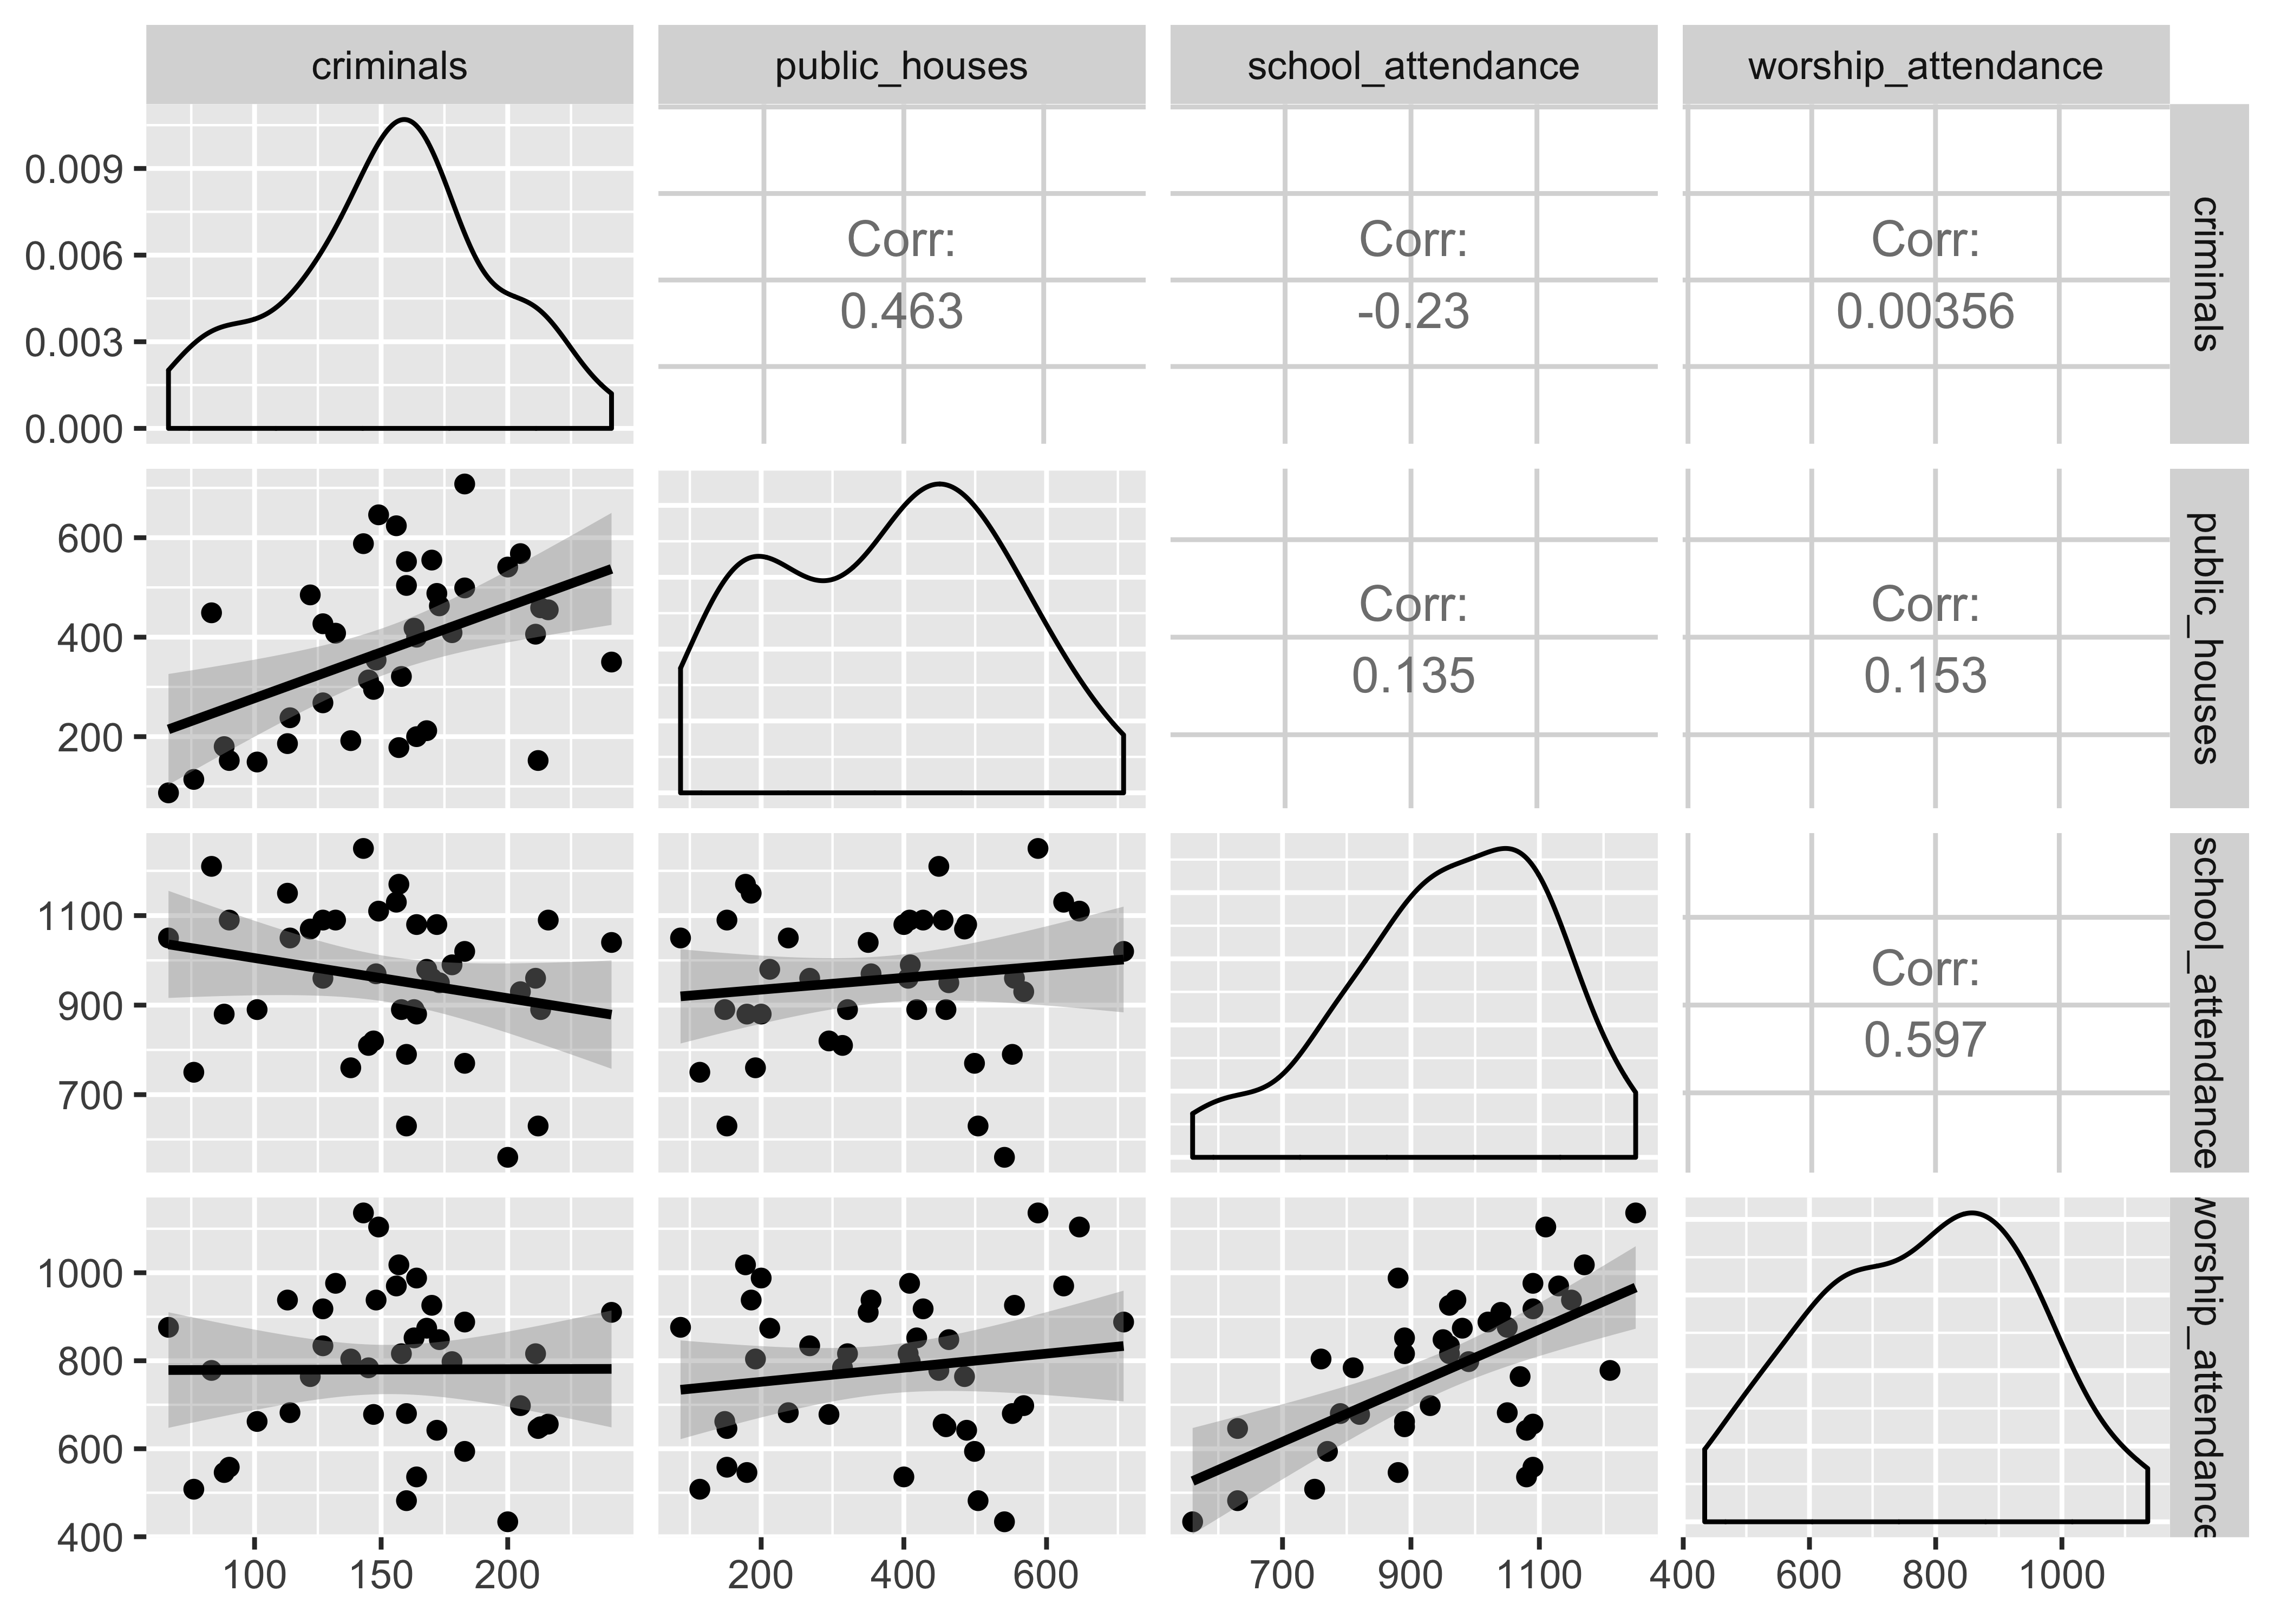 criminals
public_houses
school_attendance
worship_attendance
0.009
0.006
0.003
0.000
Corr:
0.463
Corr:
-0.23
Corr:
0.00356
criminals
600
400
200
Corr:
0.135
Corr:
0.153
public_houses
1100
900
700
Corr:
0.597
school_attendance
1000
800
600
400
worship_attendance
100 150 200
200 400 600
700 900 1100
400 600 800 1000